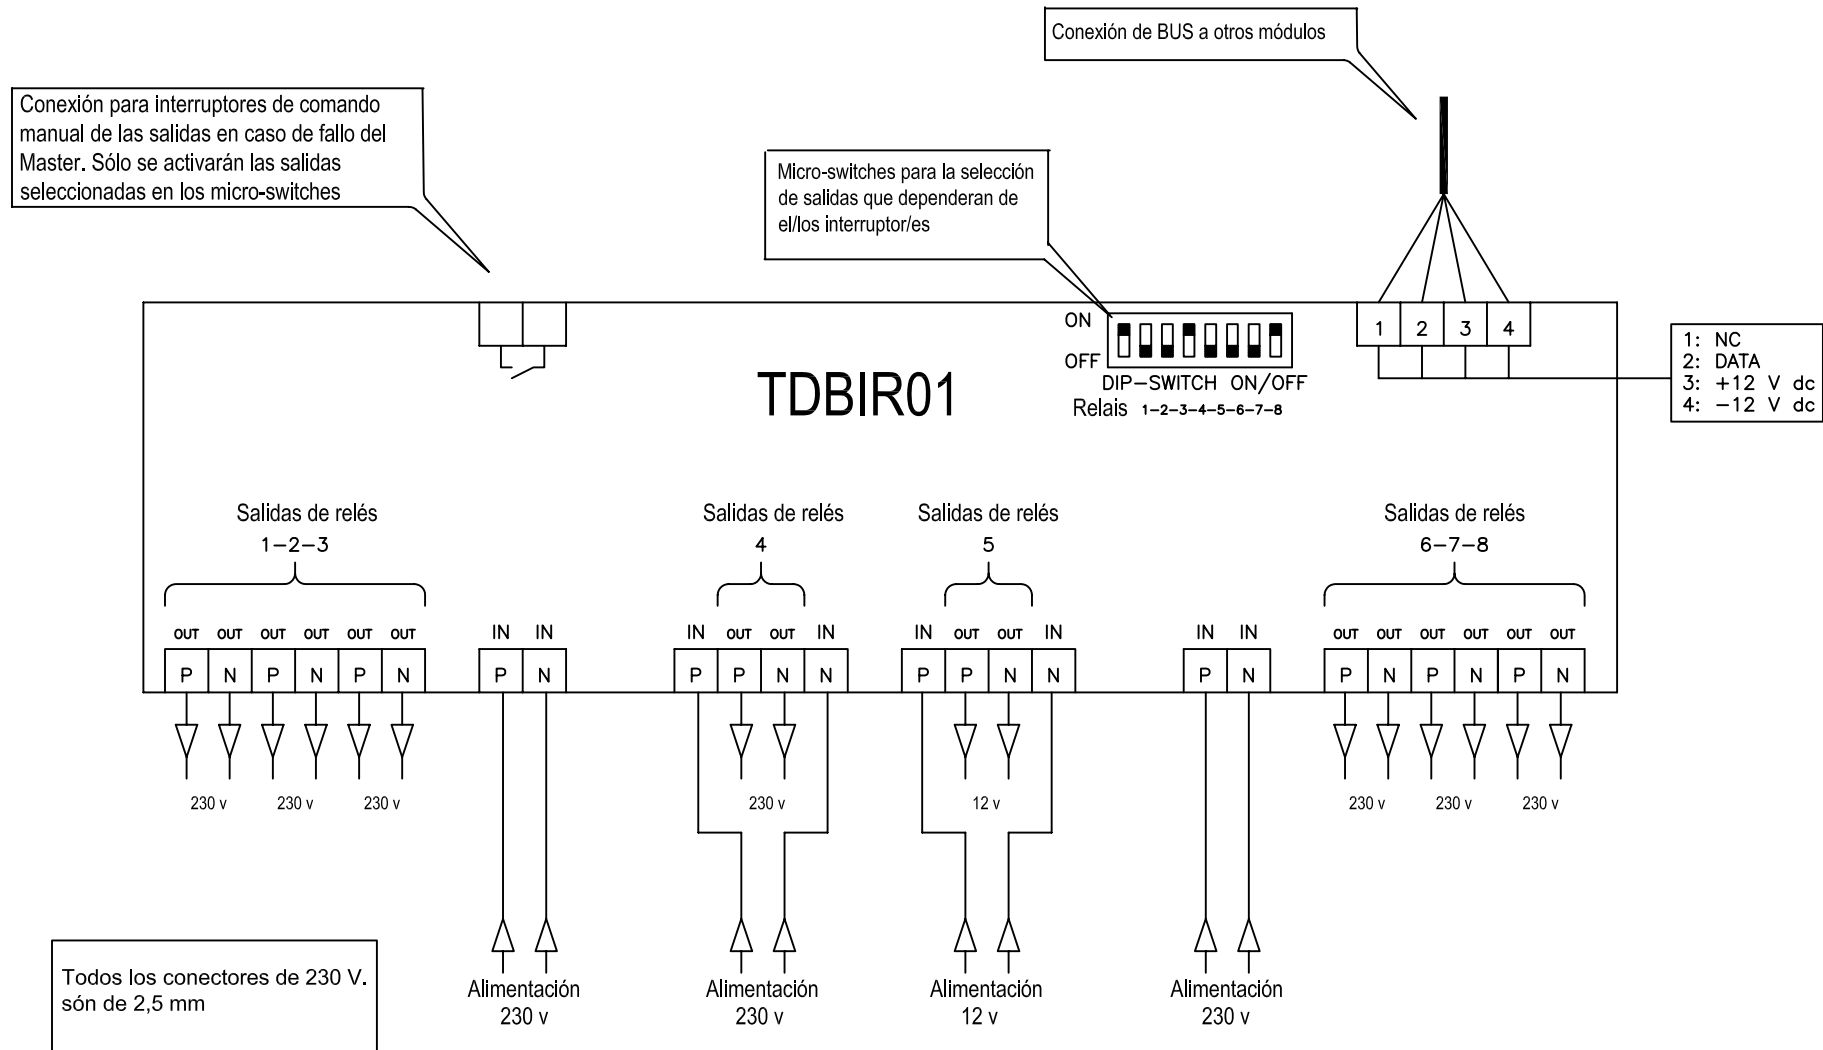 Conexión de BUS a otros módulos
Conexión para interruptores de comando
manual de las salidas en caso de fallo del
Master. Sólo se activarán las salidas
seleccionadas en los micro-switches
Micro-switches para la selección
de salidas que dependeran de
el/los interruptor/es
ON
OFF
DIP-SWITCH ON/OFF
Relais 1-2-3-4-5-6-7-8
1 2 3 4
1: NC
2: DATA
3: +12 V dc
4: -12 V dc
TDBIR01
Salidas de relés
1-2-3
Salidas de relés
4
Salidas de relés
5
Salidas de relés
6-7-8
OUT OUT OUT OUT OUT OUT IN IN IN OUT OUT IN IN OUT OUT IN IN IN OUT OUT OUT OUT OUT OUT
P N P N P N P N P P N N P P N N P N P N P N P N
230 v 230 v 230 v 230 v 12 v 230 v 230 v 230 v
Alimentación
230 v
Alimentación
230 v
Alimentación
12 v
Alimentación
230 v
Todos los conectores de 230 V.
són de 2,5 mm